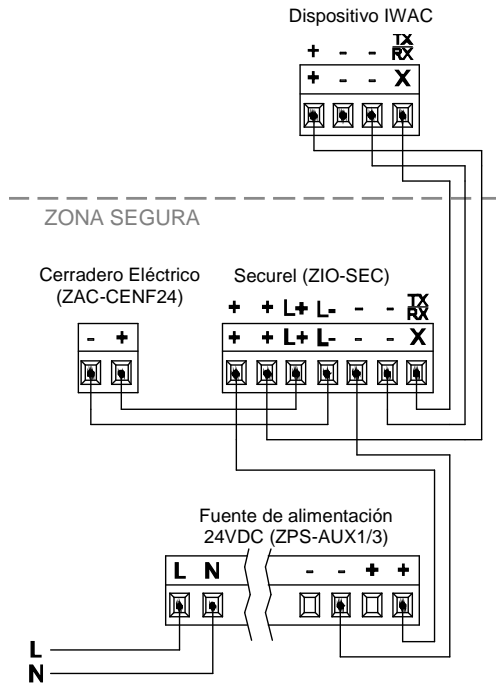 Dispositivo IWAC
+ - - TX RX
+ - - X
ZONA SEGURA
Cerradero Eléctrico
(ZAC-CENF24)
- +
Securel (ZIO-SEC)
+ + L+ L- - - TX RX
+ + L+ L- - - X
Fuente de alimentación
24VDC (ZPS-AUX1/3)
L N - - + +
L
N